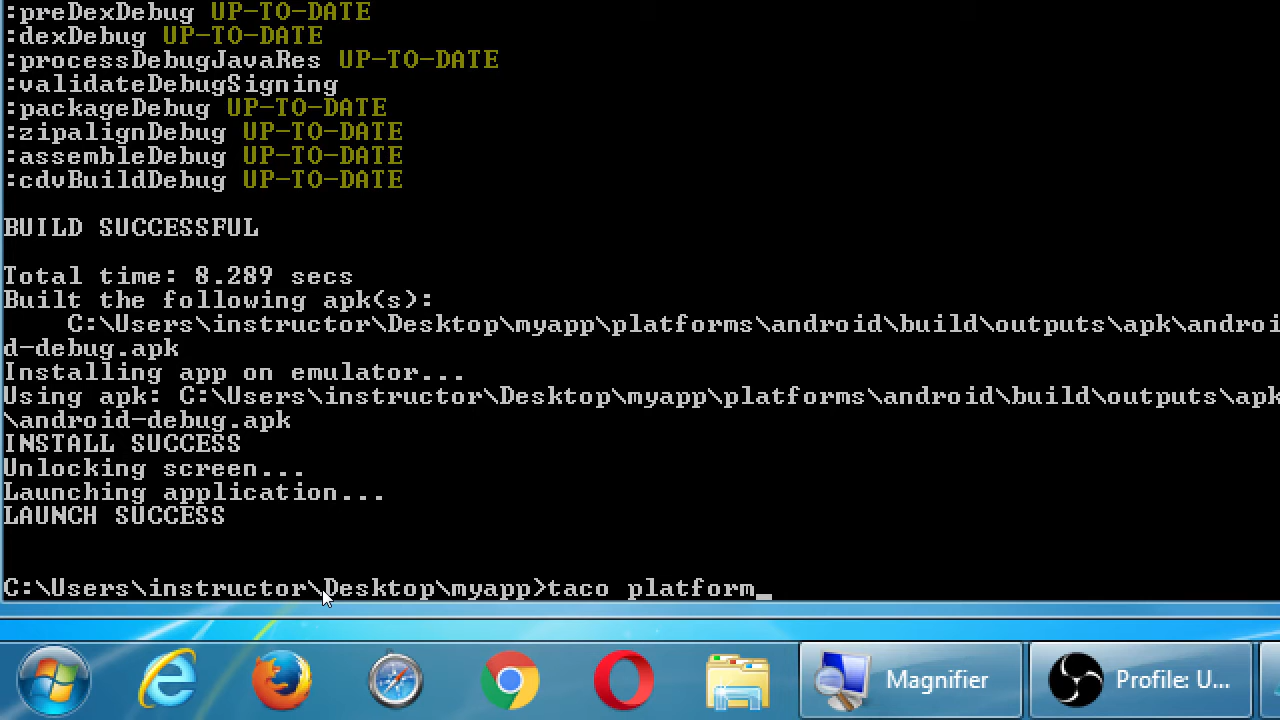 :preDexDebug UP-TO-DATE
:dexDebug UP-TO-DATE
:processDebugJavaRes UP-TO-DATE
:validateDebugSigning
:packageDebug UP-TO-DATE
:zipalignDebug UP-TO-DATE
:assembleDebug UP-TO-DATE
:cdvBuildDebug UP-TO-DATE
BUILD SUCCESSFUL
Total time: 8.289 secs
Built the following apk(s):
C:\Users\instructor\Desktop\myapp\platforms\android\build\outputs\apk\androi
d-debug.apk
Installing app on emulator...
Using apk: C:\Users\instructor\Desktop\myapp\platforms\android\build\outputs\apk
\android-debug.apk
INSTALL SUCCESS
Unlocking screen...
Launching application...
LAUNCH SUCCESS
C:\Users\instructor\Desktop\myapp>taco platform_
Magnifier
Profile: U...